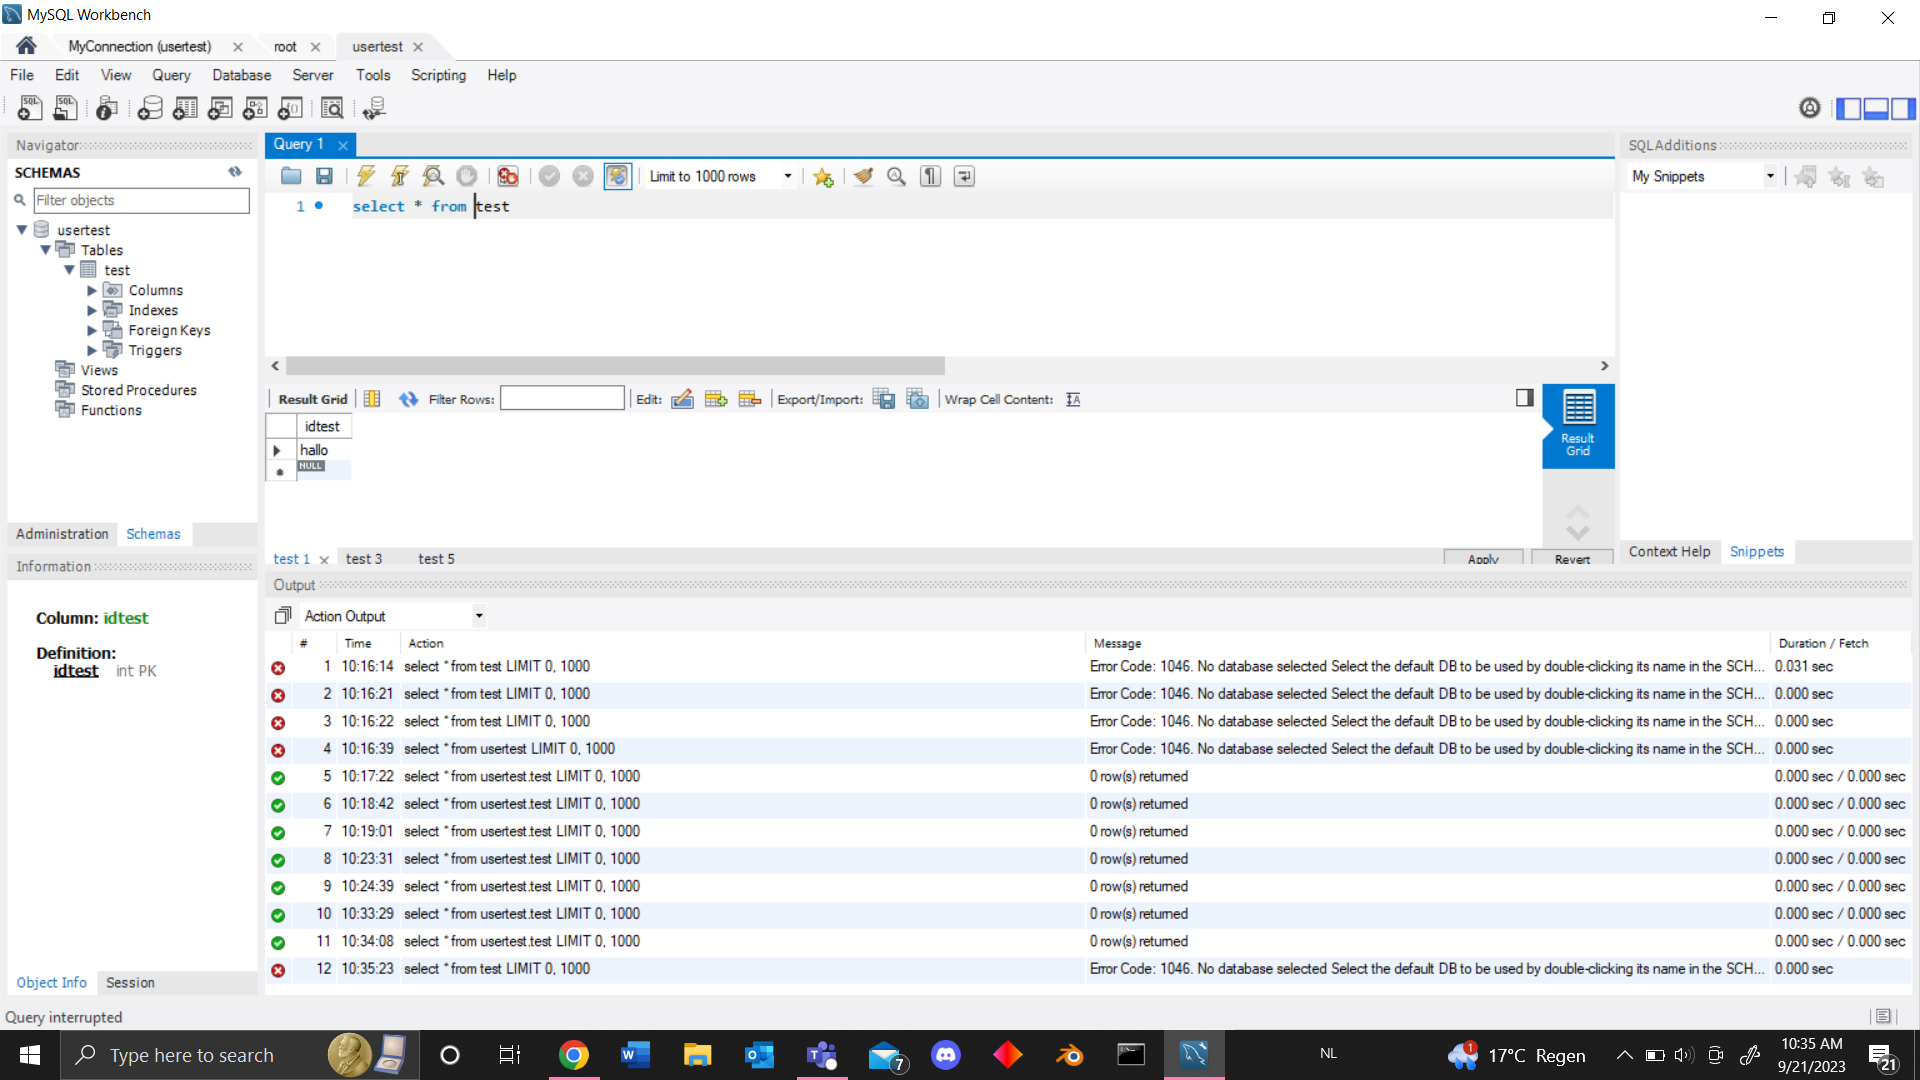 MySQL Workbench
MyConnection (usertest)
root
usertest
File Edit View Query Database Server Tools Scripting Help
Navigator
SCHEMAS
Filter objects
usertest
Tables
test
Columns
Indexes
Foreign Keys
Triggers
Views
Stored Procedures
Functions
Administration Schemas
Information
Column: idtest
Definition:
idtest int PK
Object Info Session
Query 1
Limit to 1000 rows
1 select * from test
Result Grid Filter Rows: Edit: Export/Import: Wrap Cell Content:
idtest
hallo
NULL
Result
Grid
test 1 test 3 test 5
Apply Revert
SQLAdditions
My Snippets
Context Help Snippets
Output
Action Output
# Time Action Message Duration / Fetch
1 10:16:14 select * from test LIMIT 0, 1000 Error Code: 1046. No database selected Select the default DB to be used by double-clicking its name in the SCH... 0.031 sec
2 10:16:21 select * from test LIMIT 0, 1000 Error Code: 1046. No database selected Select the default DB to be used by double-clicking its name in the SCH... 0.000 sec
3 10:16:22 select * from test LIMIT 0, 1000 Error Code: 1046. No database selected Select the default DB to be used by double-clicking its name in the SCH... 0.000 sec
4 10:16:39 select * from usertest LIMIT 0, 1000 Error Code: 1046. No database selected Select the default DB to be used by double-clicking its name in the SCH... 0.000 sec
5 10:17:22 select * from usertest.test LIMIT 0, 1000 0 row(s) returned 0.000 sec / 0.000 sec
6 10:18:42 select * from usertest.test LIMIT 0, 1000 0 row(s) returned 0.000 sec / 0.000 sec
7 10:19:01 select * from usertest.test LIMIT 0, 1000 0 row(s) returned 0.000 sec / 0.000 sec
8 10:23:31 select * from usertest.test LIMIT 0, 1000 0 row(s) returned 0.000 sec / 0.000 sec
9 10:24:39 select * from usertest.test LIMIT 0, 1000 0 row(s) returned 0.000 sec / 0.000 sec
10 10:33:29 select * from usertest.test LIMIT 0, 1000 0 row(s) returned 0.000 sec / 0.000 sec
11 10:34:08 select * from usertest.test LIMIT 0, 1000 0 row(s) returned 0.000 sec / 0.000 sec
12 10:35:23 select * from test LIMIT 0, 1000 Error Code: 1046. No database selected Select the default DB to be used by double-clicking its name in the SCH... 0.000 sec
Query interrupted
Type here to search
7
NL
1
17°C Regen
10:35 AM
9/21/2023
21